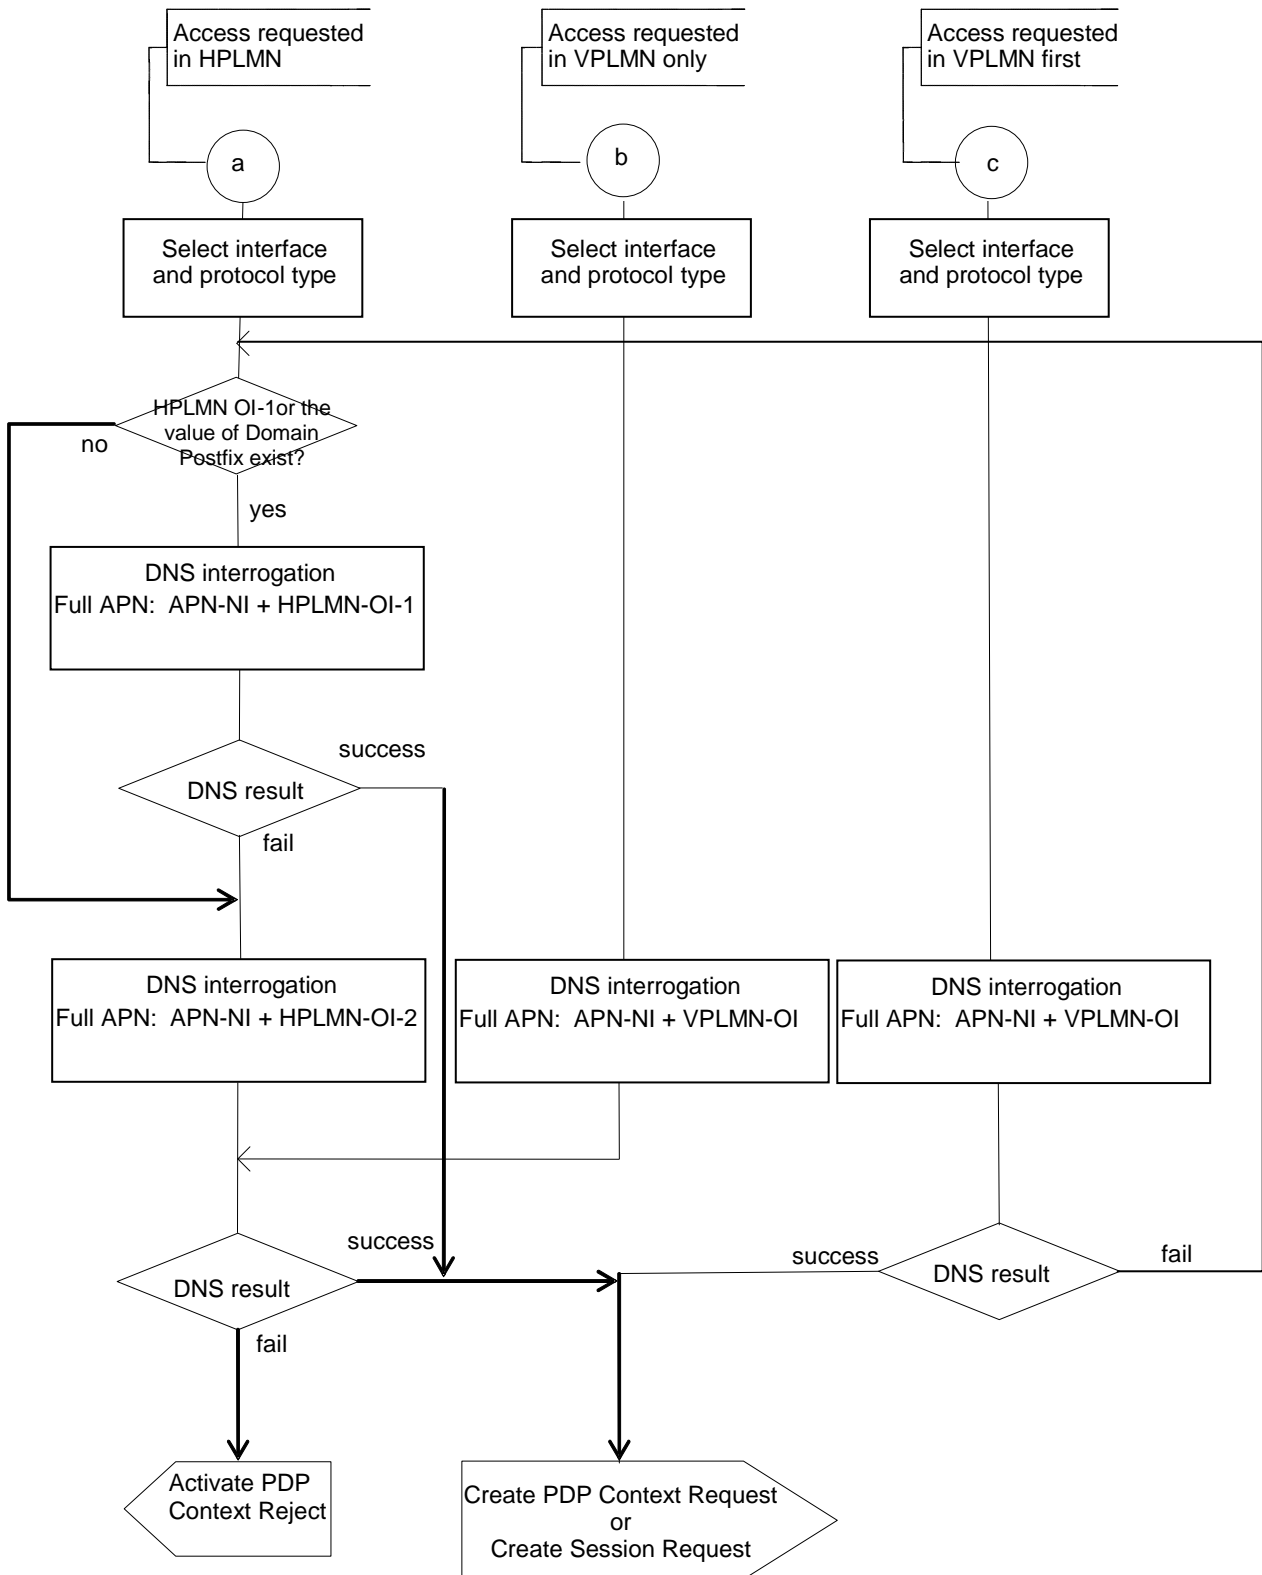 Access requested
in HPLMN
Access requested
in VPLMN only
Access requested
in VPLMN first
a
b
c
Select interface
and protocol type
Select interface
and protocol type
Select interface
and protocol type
HPLMN OI-1or the
value of Domain
Postfix exist?
no
yes
DNS interrogation
Full APN: APN-NI + HPLMN-OI-1
success
DNS result
fail
DNS interrogation
Full APN: APN-NI + HPLMN-OI-2
DNS interrogation
Full APN: APN-NI + VPLMN-OI
DNS interrogation
Full APN: APN-NI + VPLMN-OI
success
DNS result
fail
success
DNS result
fail
Activate PDP
Context Reject
Create PDP Context Request
or
Create Session Request